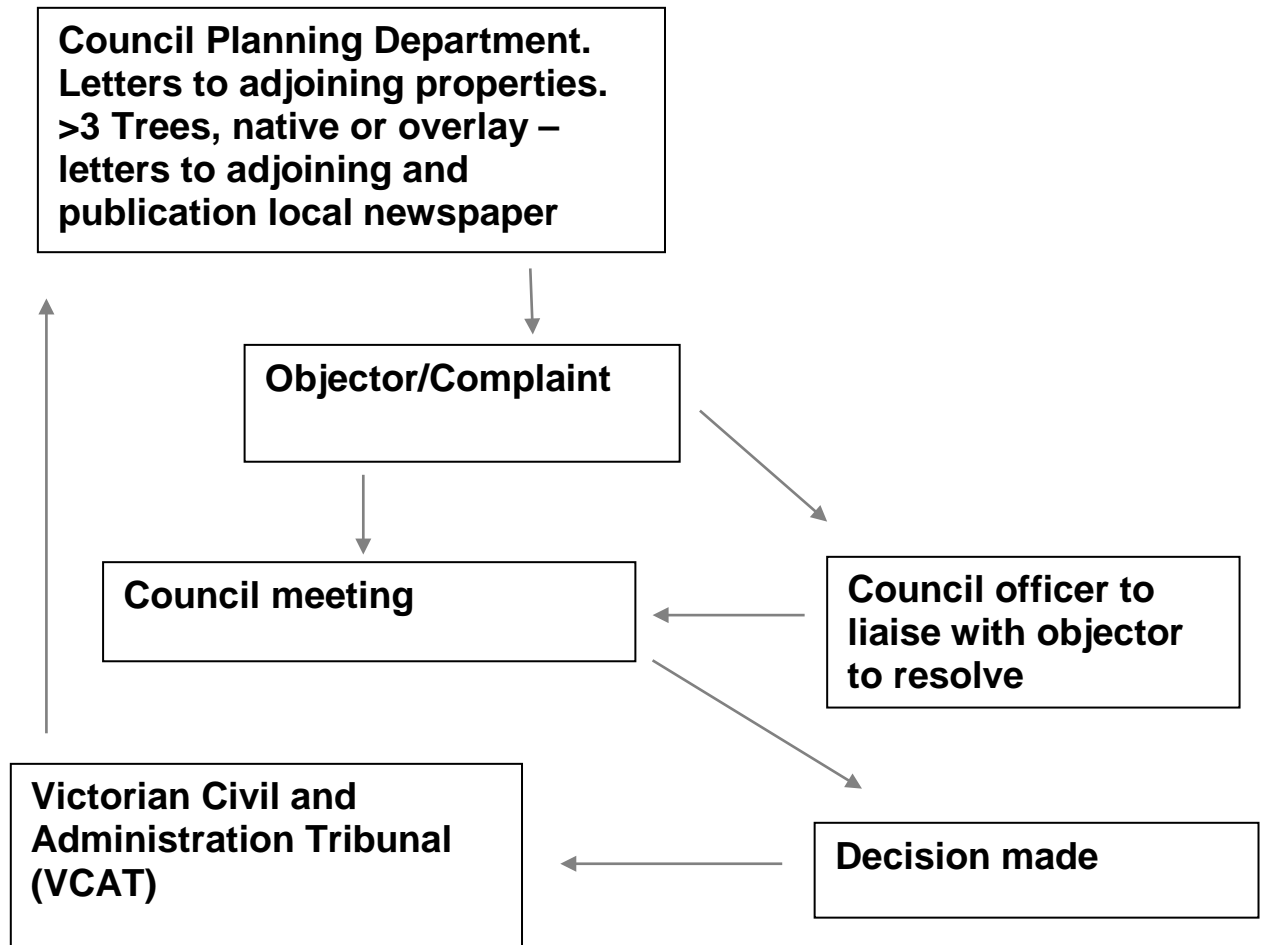 Council Planning Department.
Letters to adjoining properties.
>3 Trees, native or overlay –
letters to adjoining and
publication local newspaper
Objector/Complaint
Council meeting
Council officer to
liaise with objector
to resolve
Victorian Civil and
Administration Tribunal
(VCAT)
Decision made